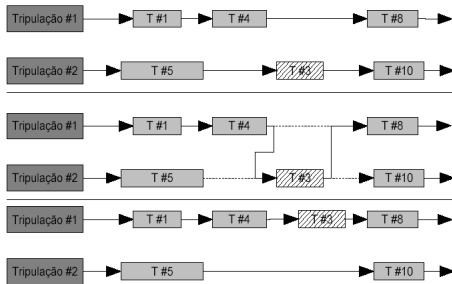 Tripulação #1 T #1 T #4 T #8
Tripulação #2 T #5 T #3 T #10
Tripulação #1 T #1 T #4 T #8
Tripulação #2 T #5 T #3 T #10
Tripulação #1 T #1 T #4 T #3 T #8
Tripulação #2 T #5 T #10